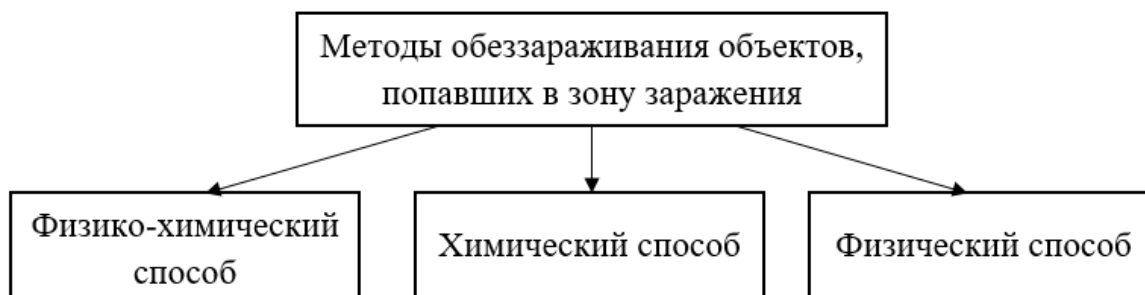 Методы обеззараживания объектов,
попавших в зону заражения
Физико-химический
способ
Химический способ
Физический способ